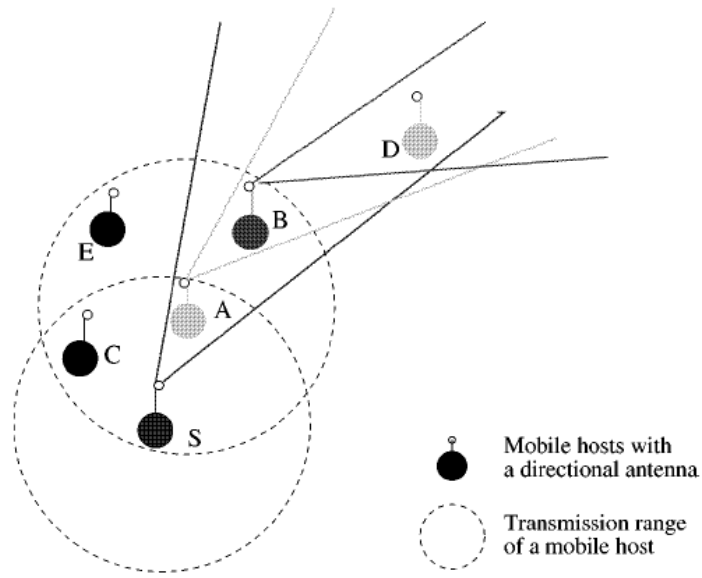 D
B
E
A
C
S
Mobile hosts with
a directional antenna
Transmission range
of a mobile host